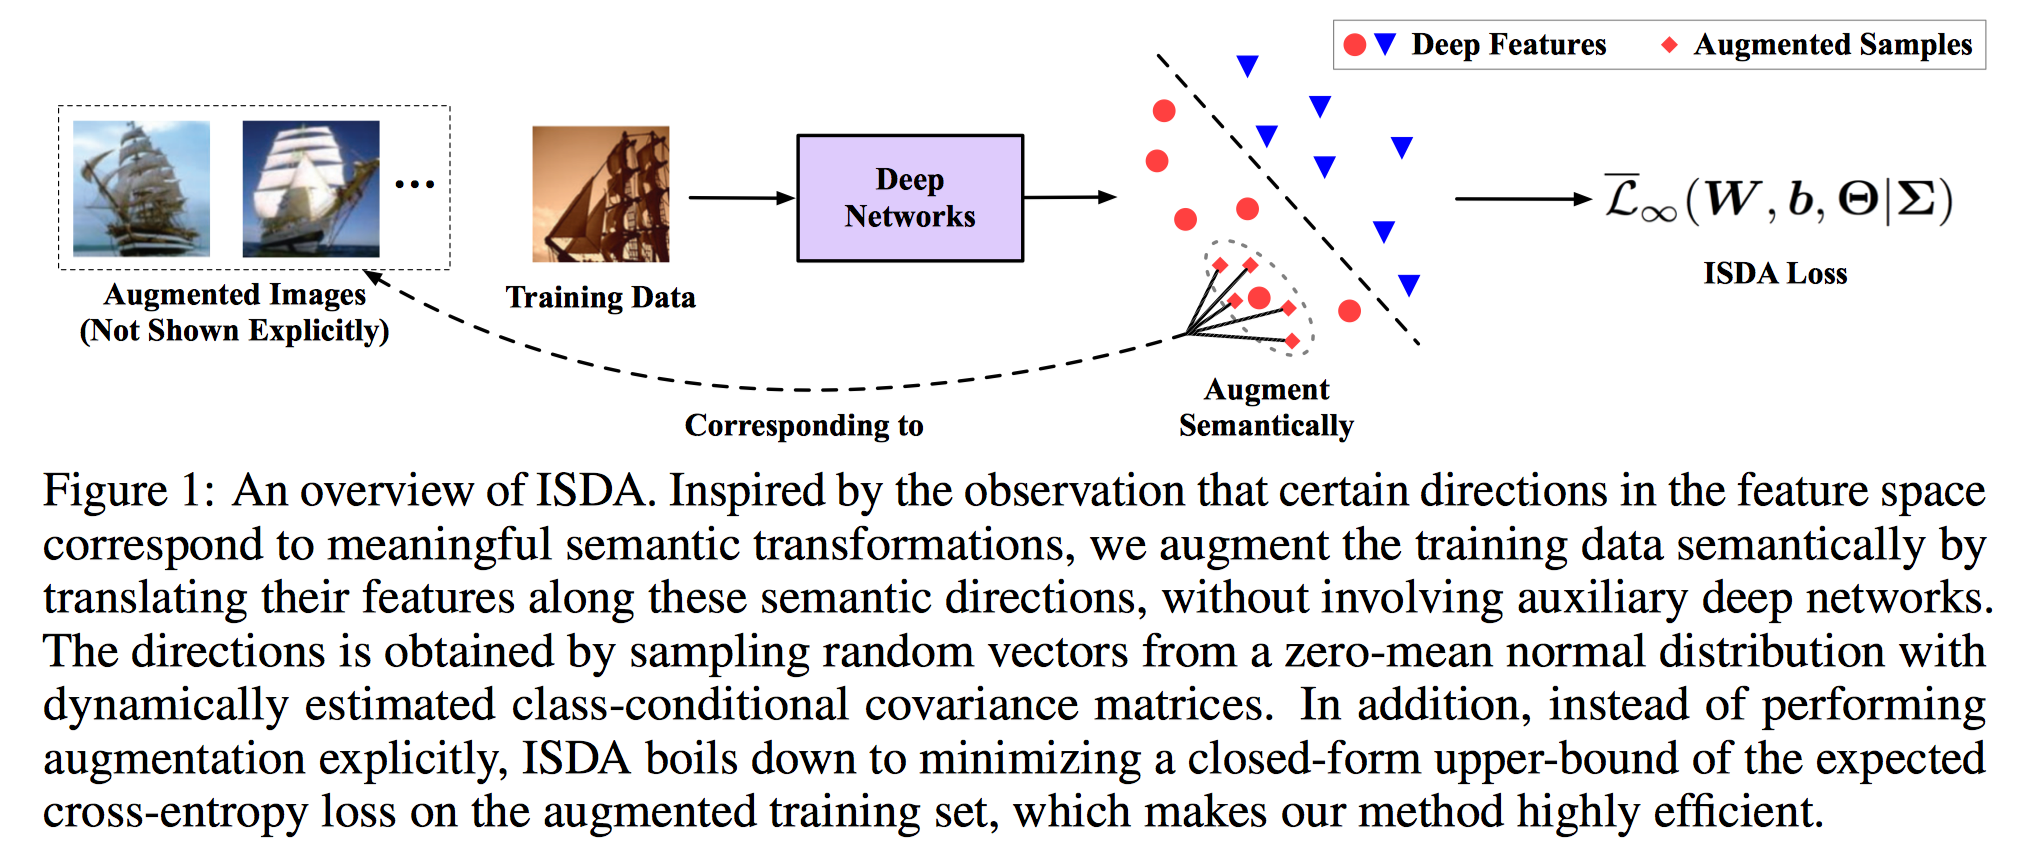 Deep Features
Augmented Samples
Deep
Networks
Augmented Images
(Not Shown Explicitly)
Training Data
Augment
Semantically
Corresponding to
$\overline{\mathcal{L}}_{\infty}(\boldsymbol{W}, \boldsymbol{b}, \boldsymbol{\Theta}|\boldsymbol{\Sigma})$
ISDA Loss
Figure 1: An overview of ISDA. Inspired by the observation that certain directions in the feature space
correspond to meaningful semantic transformations, we augment the training data semantically by
translating their features along these semantic directions, without involving auxiliary deep networks.
The directions is obtained by sampling random vectors from a zero-mean normal distribution with
dynamically estimated class-conditional covariance matrices. In addition, instead of performing
augmentation explicitly, ISDA boils down to minimizing a closed-form upper-bound of the expected
cross-entropy loss on the augmented training set, which makes our method highly efficient.